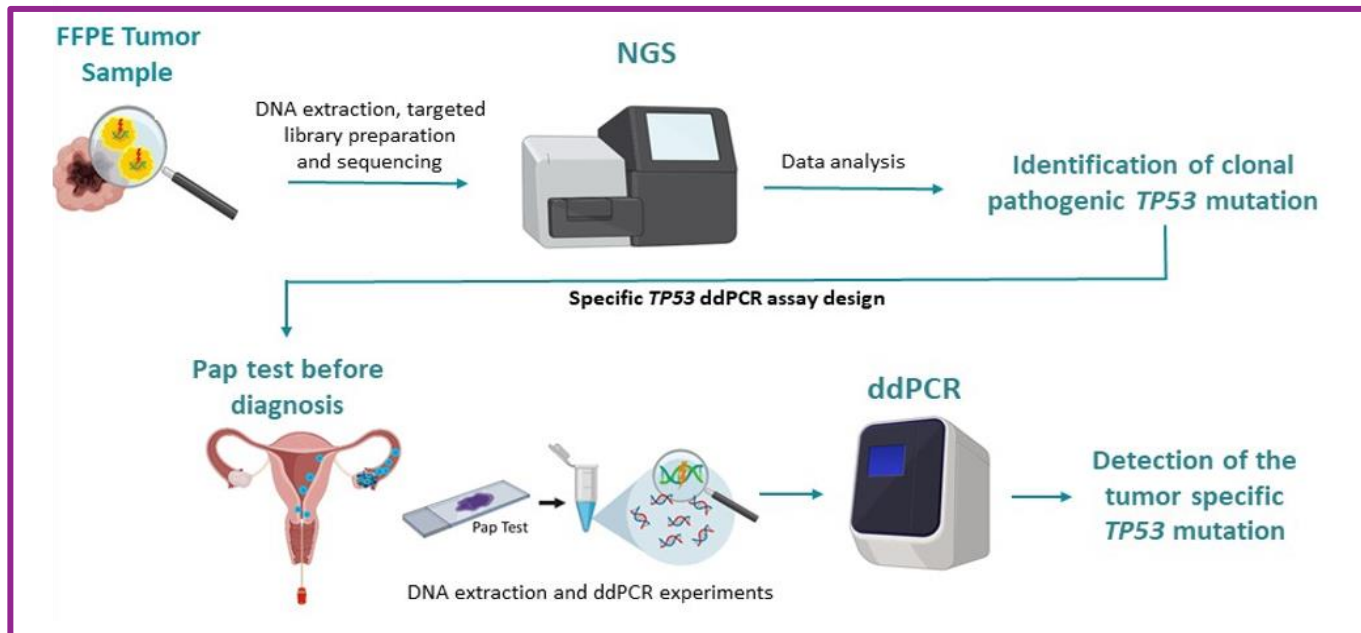 FFPE Tumor
Sample
NGS
DNA extraction, targeted
library preparation
and sequencing
Data analysis
Identification of clonal
pathogenic TP53 mutation
Specific TP53 ddPCR assay design
Pap test before
diagnosis
ddPCR
Pap Test
DNA extraction and ddPCR experiments
Detection of the
tumor specific
TP53 mutation